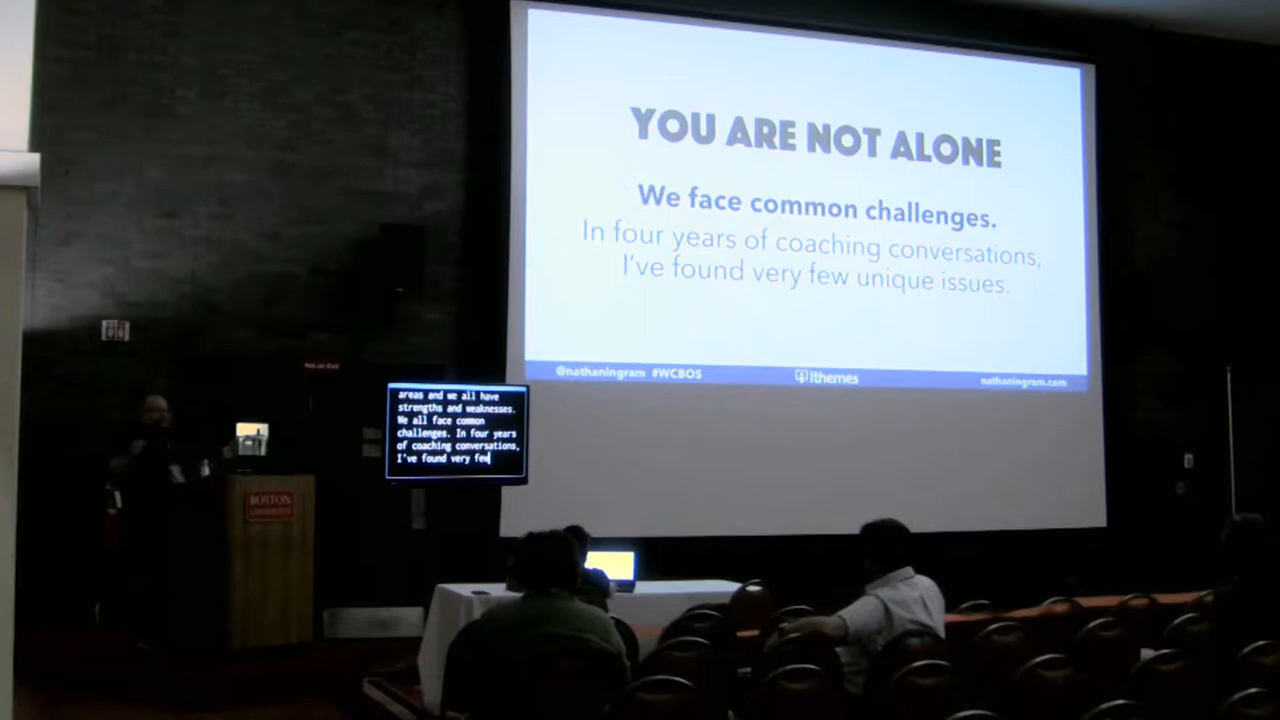 YOU ARE NOT ALONE
We face common challenges.
In four years of coaching conversations,
I've found very few unique issues.
@nathaningram #WCBOS
ithemes
nathaningram.com
areas and we all have
strengths and weaknesses.
We all face common
challenges. In four years
of coaching conversations,
I've found very few
BOSTON
UNIVERSITY